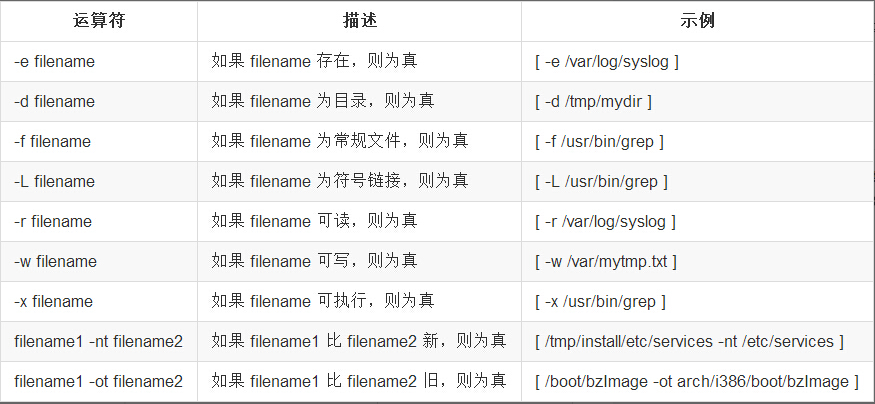 运算符 描述 示例
-e filename 如果 filename 存在，则为真 [ -e /var/log/syslog ]
-d filename 如果 filename 为目录，则为真 [ -d /tmp/mydir ]
-f filename 如果 filename 为常规文件，则为真 [ -f /usr/bin/grep ]
-L filename 如果 filename 为符号链接，则为真 [ -L /usr/bin/grep ]
-r filename 如果 filename 可读，则为真 [ -r /var/log/syslog ]
-w filename 如果 filename 可写，则为真 [ -w /var/mytmp.txt ]
-x filename 如果 filename 可执行，则为真 [ -x /usr/bin/grep ]
filename1 -nt filename2 如果 filename1 比 filename2 新，则为真 [ /tmp/install/etc/services -nt /etc/services ]
filename1 -ot filename2 如果 filename1 比 filename2 旧，则为真 [ /boot/bzImage -ot arch/i386/boot/bzImage ]